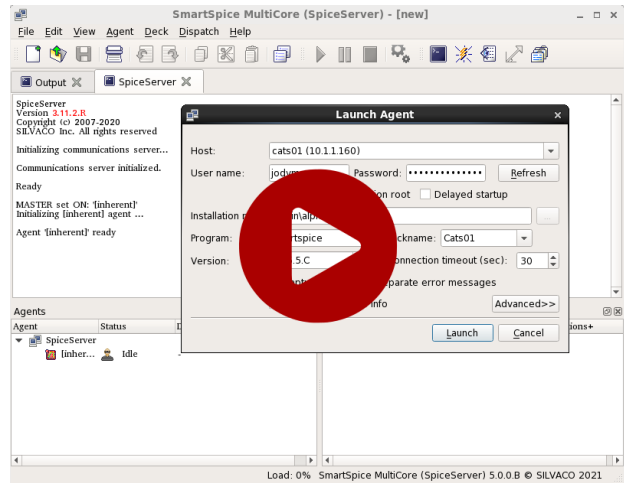 SmartSpice MultiCore (SpiceServer) - [new]
File Edit View Agent Deck Dispatch Help
Output SpiceServer
SpiceServer
Version 3.11.2.R
Copyright (c) 2007-2020
SILVACO Inc. All rights reserved
Initializing communications server...
Communications server initialized.
Ready
MASTER set ON: '[inherent]'
Initializing [inherent] agent ...
Agent '[inherent]' ready
Launch Agent
Host: cats01 (10.1.1.160)
User name: Password: •••••••••••••• Refresh
root Delayed startup
Installation
Program: Cats01
Version: timeout (sec): 30
error messages
Advanced>>
Launch Cancel
Agents
Agent Status
SpiceServer
[inher... Idle -
Load: 0% SmartSpice MultiCore (SpiceServer) 5.0.0.B © SILVACO 2021